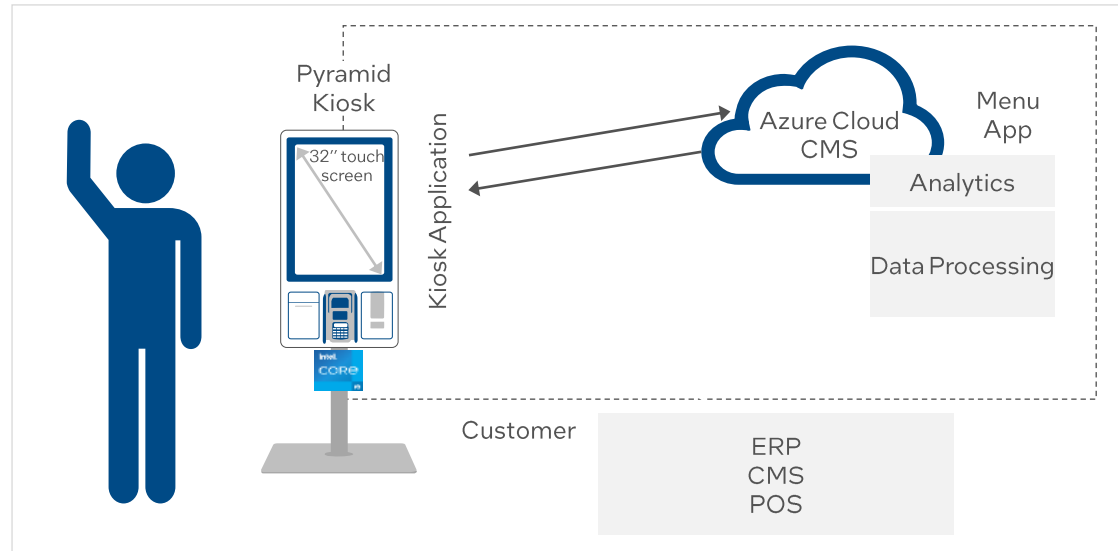 Pyramid
Kiosk
32″ touch
screen
Kiosk Application
Azure Cloud
CMS
Menu
App
Analytics
Data Processing
intel.
CORE
Customer
ERP
CMS
POS